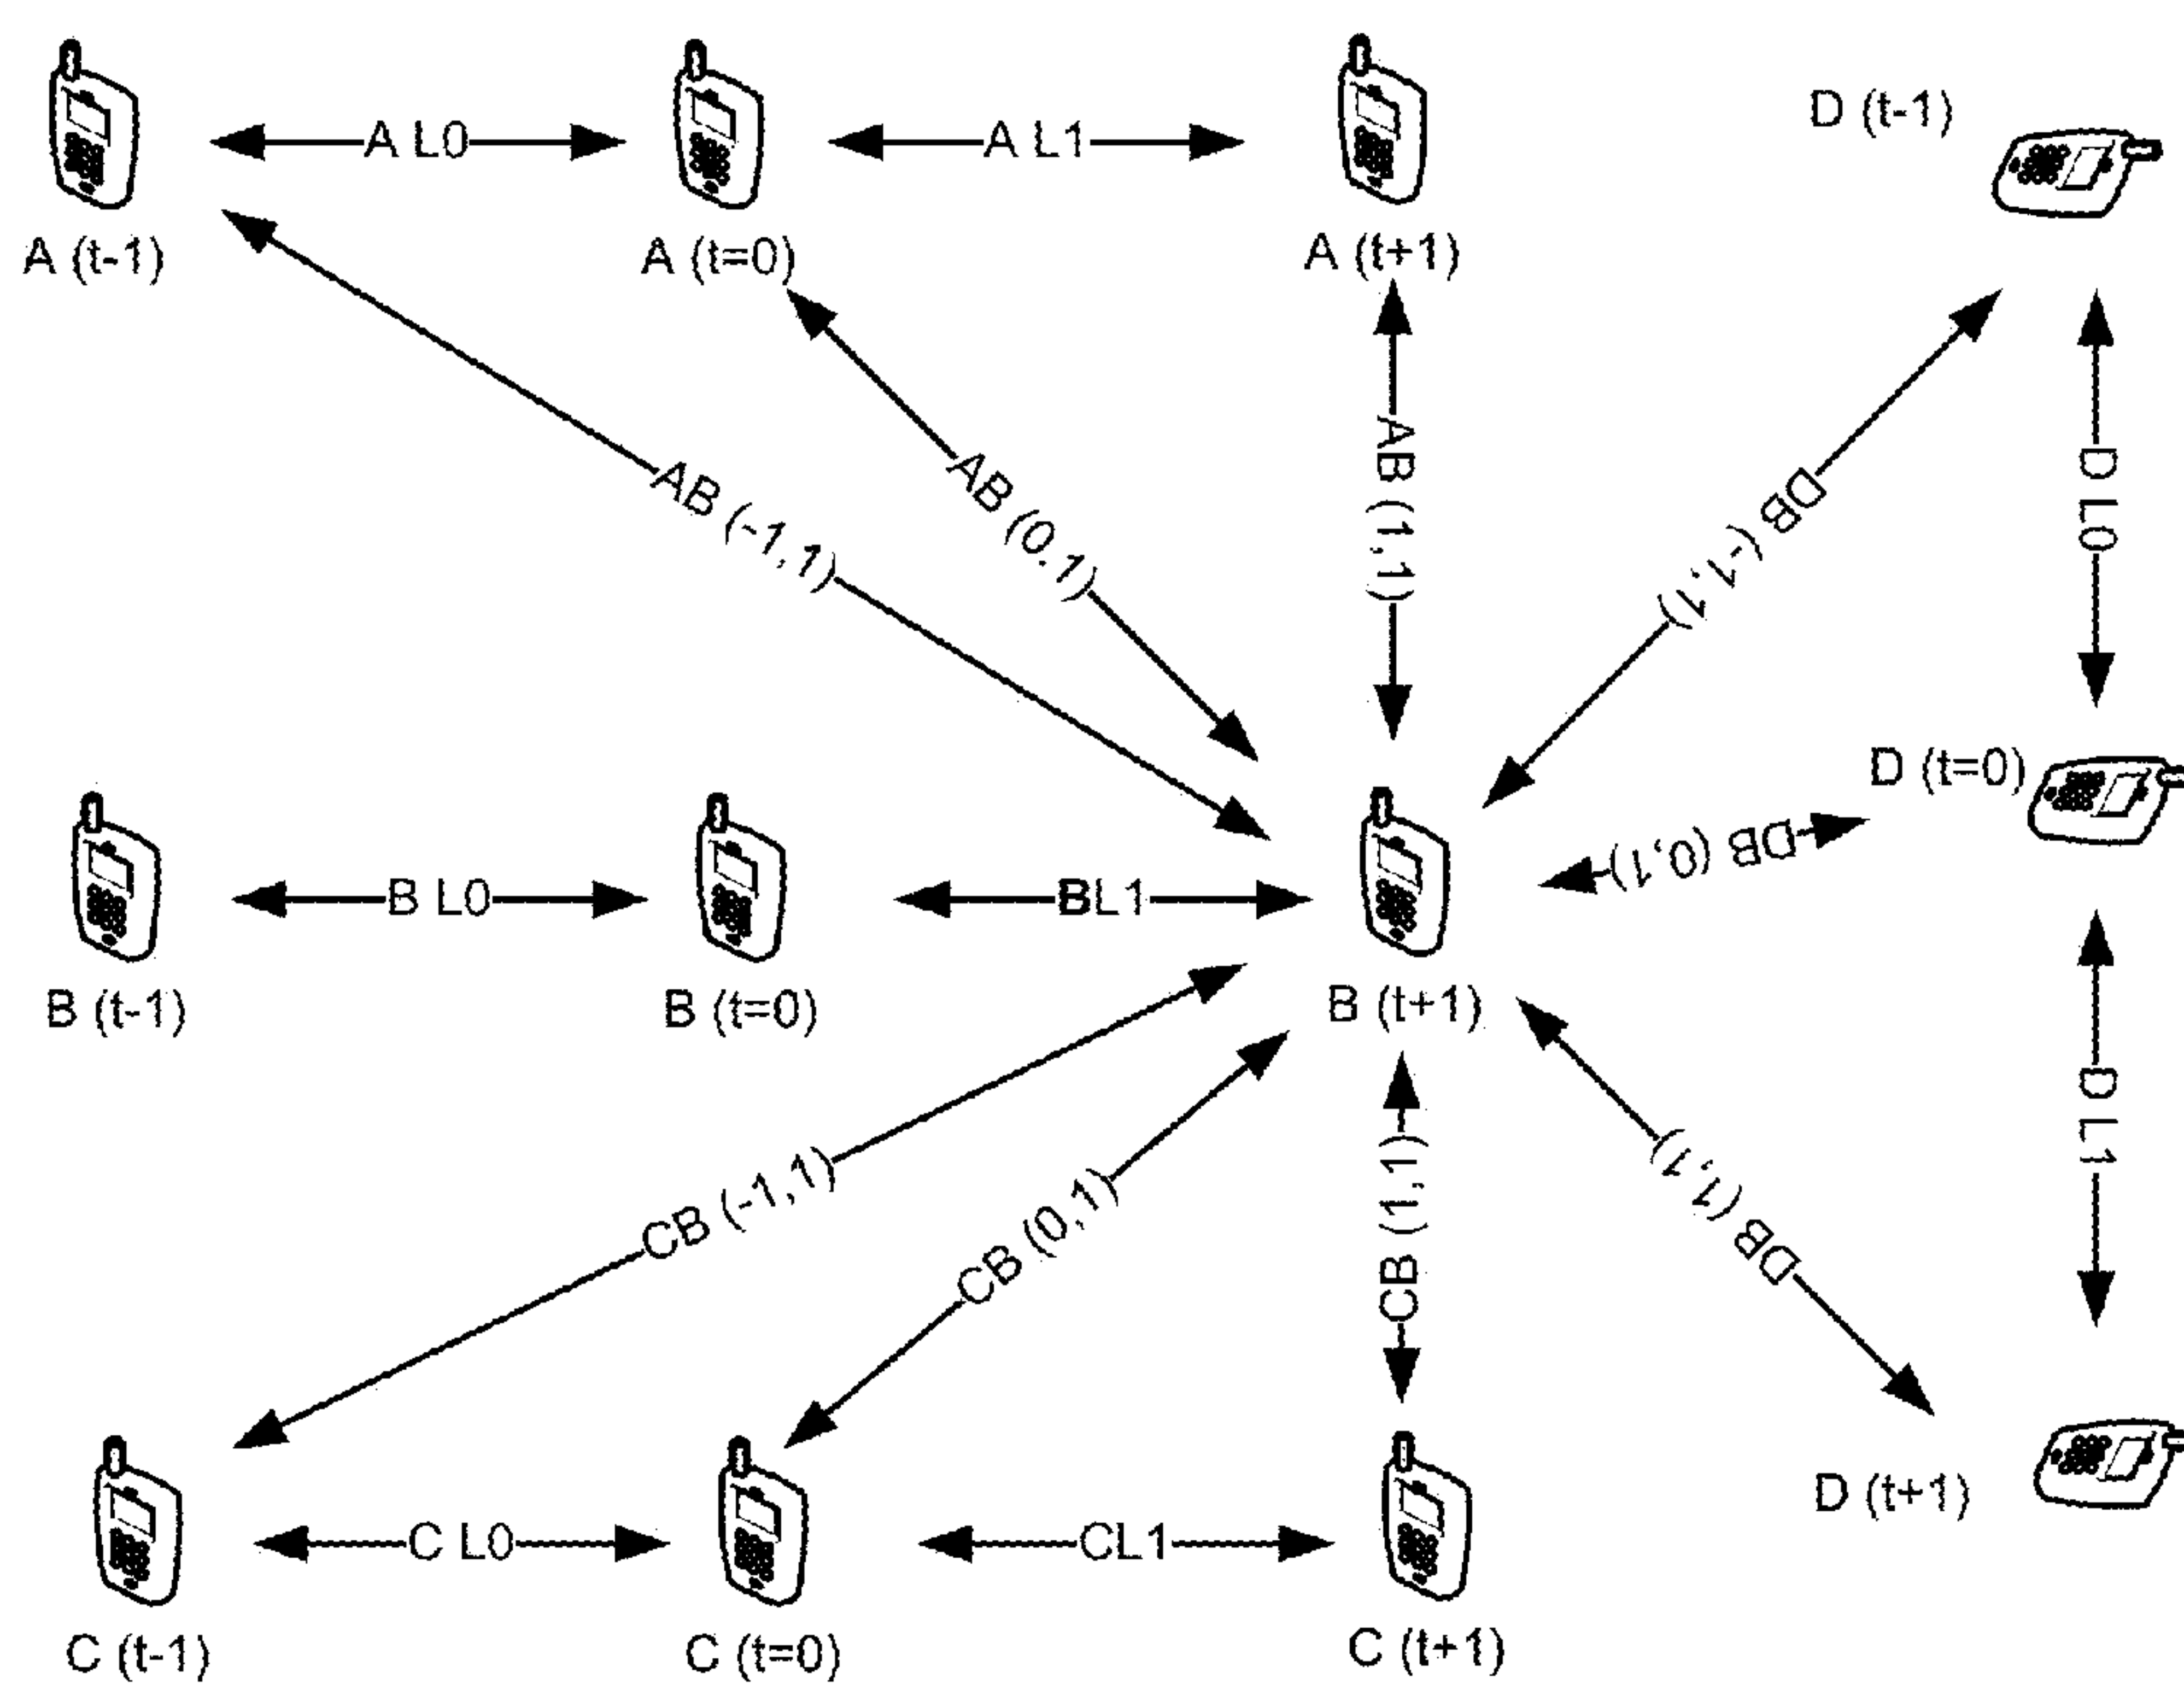 A L0
A L1
D (t-1)
A (t-1)
A (t=0)
A (t+1)
AB (-1,1)
AB (0,1)
AB (1,1)
DB (-1,1)
D L0
D (t=0)
DB (0,1)
B L0
BL1
B (t-1)
B (t=0)
B (t+1)
D L1
CB (-1,1)
CB (0,1)
CB (1,1)
DB (1,1)
D (t+1)
C L0
CL1
C (t-1)
C (t=0)
C (t+1)